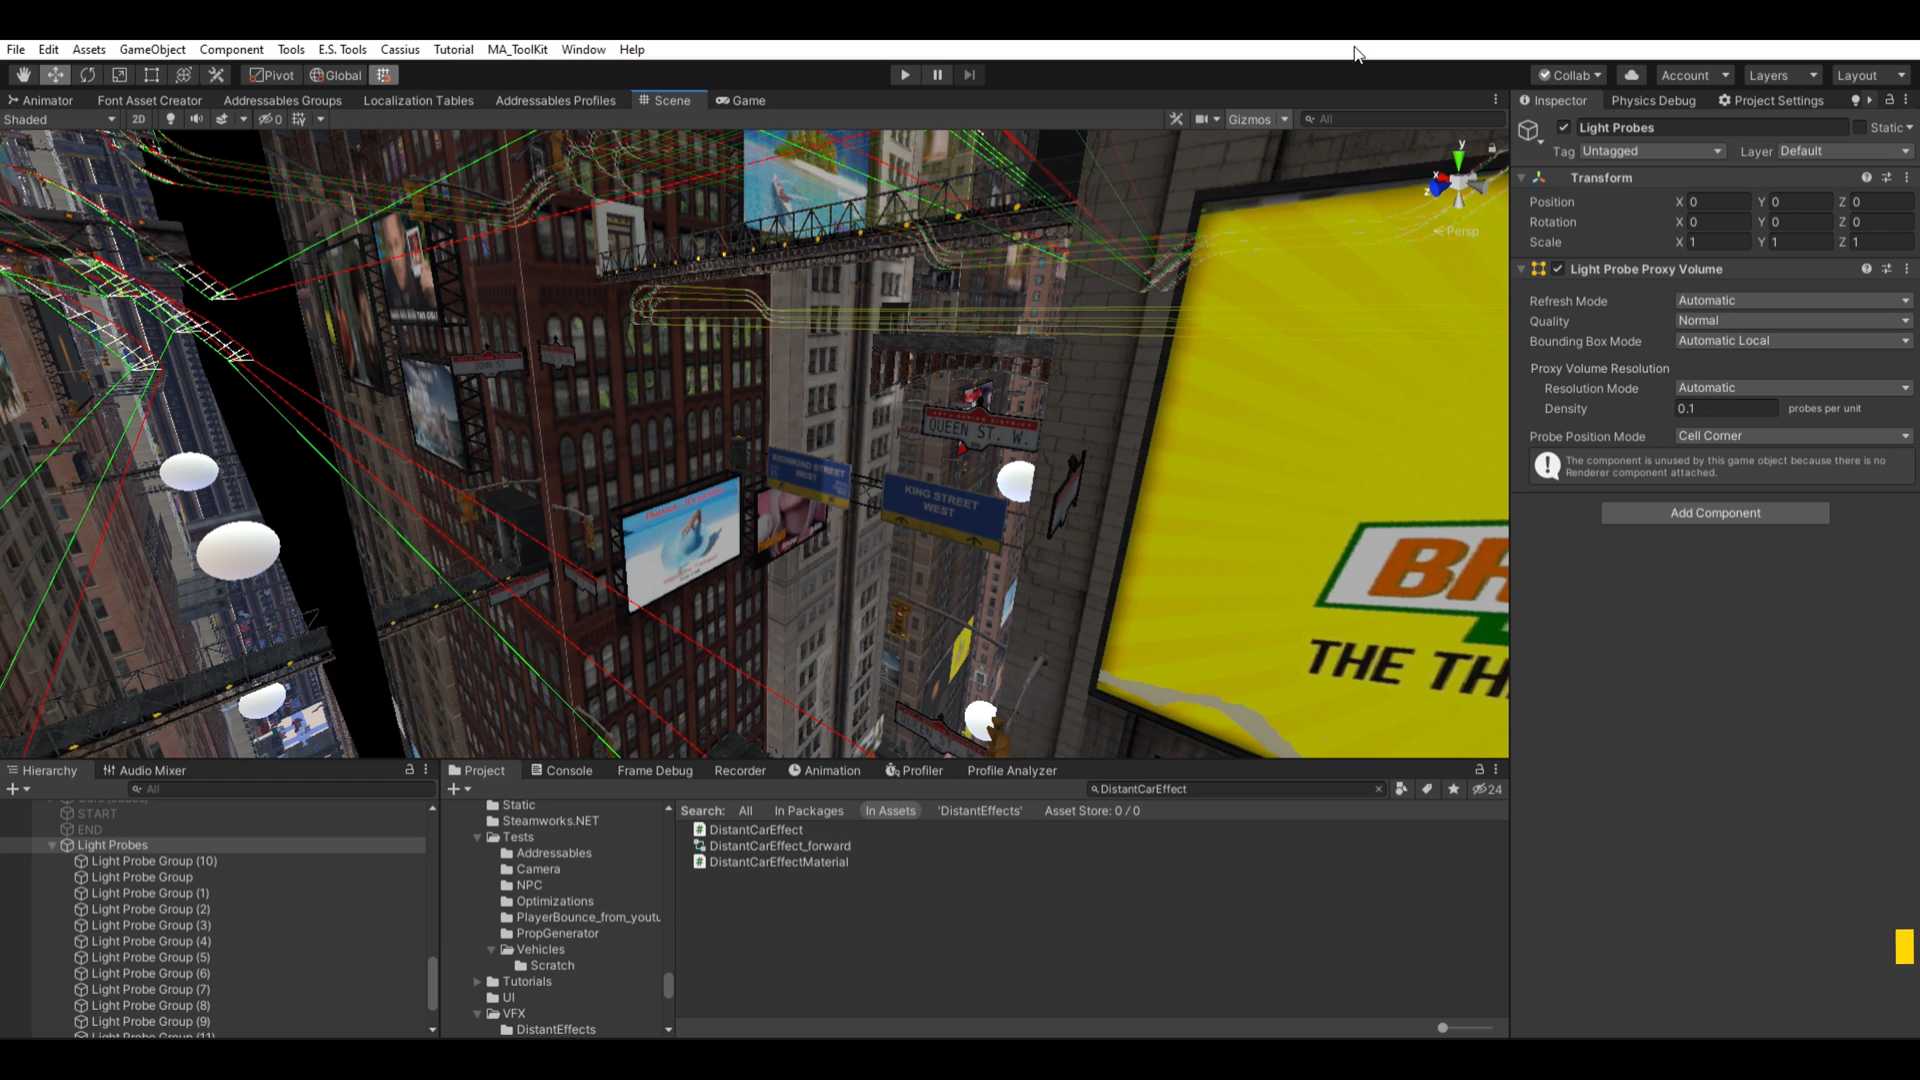 File Edit Assets GameObject Component Tools E.S. Tools Cassius Tutorial MA_ToolKit Window Help
Pivot Global Collab Account Layers Layout
Animator Font Asset Creator Addressables Groups Localization Tables Addressables Profiles Scene Game
Shaded 2D 0 Gizmos All
y
x
z
Persp
QUEEN ST. W.
RICHMOND STREET
WEST
KING STREET
WEST
THE TH
Inspector Physics Debug Project Settings
Light Probes Static
Tag Untagged Layer Default
Transform
Position X 0 Y 0 Z 0
Rotation X 0 Y 0 Z 0
Scale X 1 Y 1 Z 1
Light Probe Proxy Volume
Refresh Mode Automatic
Quality Normal
Bounding Box Mode Automatic Local
Proxy Volume Resolution
Resolution Mode Automatic
Density 0.1 probes per unit
Probe Position Mode Cell Corner
The component is unused by this game object because there is no
Renderer component attached.
Add Component
Hierarchy Audio Mixer
All
START
END
Light Probes
Light Probe Group (10)
Light Probe Group
Light Probe Group (1)
Light Probe Group (2)
Light Probe Group (3)
Light Probe Group (4)
Light Probe Group (5)
Light Probe Group (6)
Light Probe Group (7)
Light Probe Group (8)
Light Probe Group (9)
Light Probe Group (11)
Project Console Frame Debug Recorder Animation Profiler Profile Analyzer
DistantCarEffect 24
Static
Steamworks.NET
Tests
Addressables
Camera
NPC
Optimizations
PlayerBounce_from_youtu
PropGenerator
Vehicles
Scratch
Tutorials
UI
VFX
DistantEffects
Search: All In Packages In Assets 'DistantEffects' Asset Store: 0 / 0
DistantCarEffect
DistantCarEffect_forward
DistantCarEffectMaterial